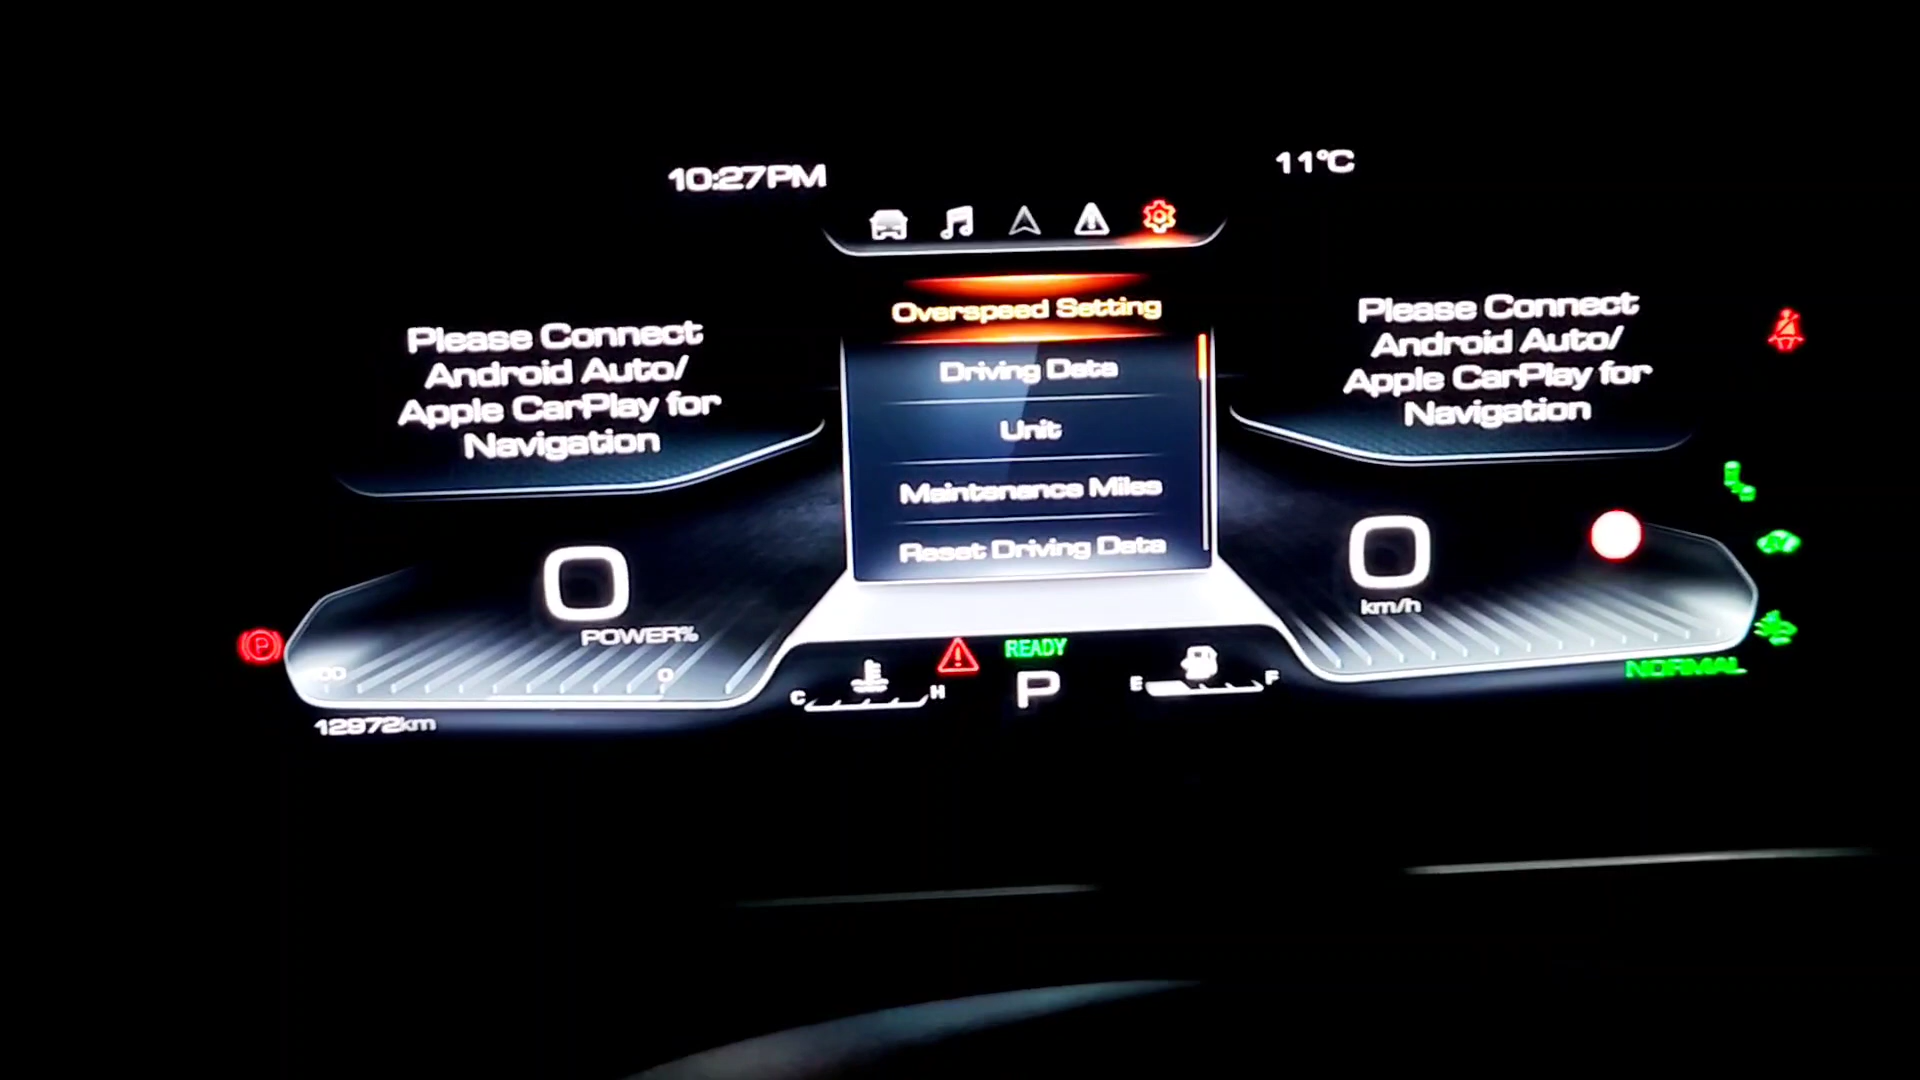 10:27PM
11°C
Please Connect
Android Auto/
Apple CarPlay for
Navigation
Overspeed Setting
Driving Data
Unit
Maintenance Miles
Reset Driving Data
Please Connect
Android Auto/
Apple CarPlay for
Navigation
0
POWER%
0
0
km/h
P
READY
P
C
H
E
F
NORMAL
12972km